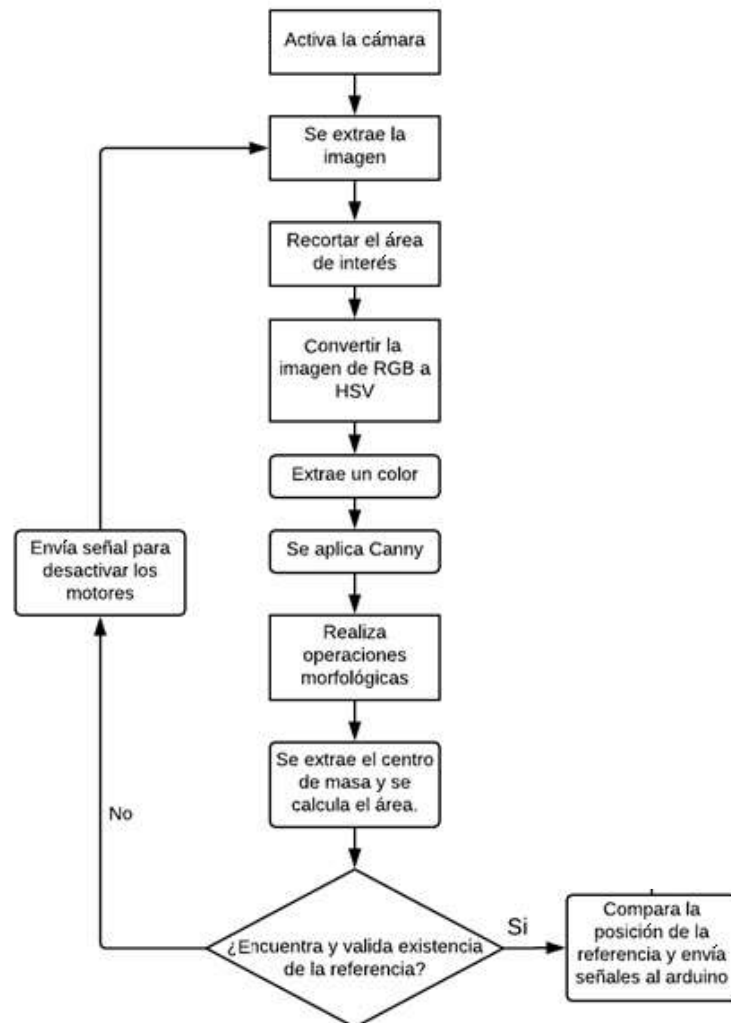 Activa la cámara
Se extrae la
imagen
Recortar el área
de interés
Convertir la
imagen de RGB a
HSV
Extrae un color
Se aplica Canny
Envía señal para
desactivar los
motores
Realiza
operaciones
morfológicas
Se extrae el centro
de masa y se
calcula el área.
No
¿Encuentra y valida existencia
de la referencia?
Si
Compara la
posición de la
referencia y envía
señales al arduino